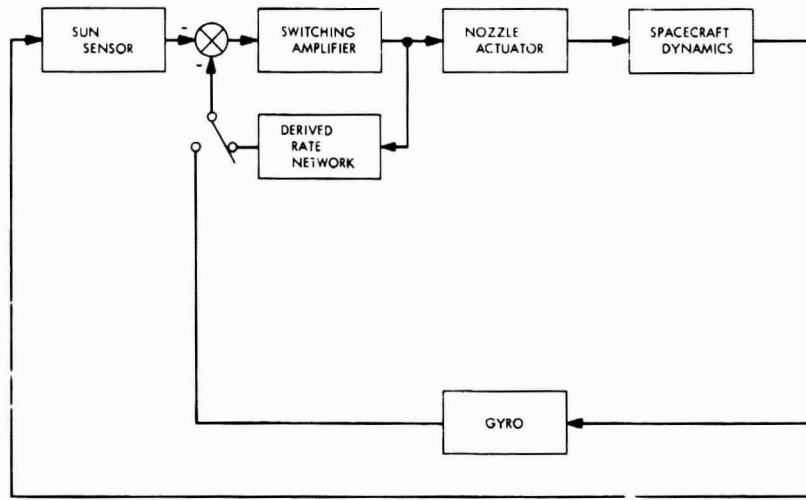 SUN
SENSOR
-
-
SWITCHING
AMPLIFIER
NOZZLE
ACTUATOR
SPACECRAFT
DYNAMICS
DERIVED
RATE
NETWORK
GYRO